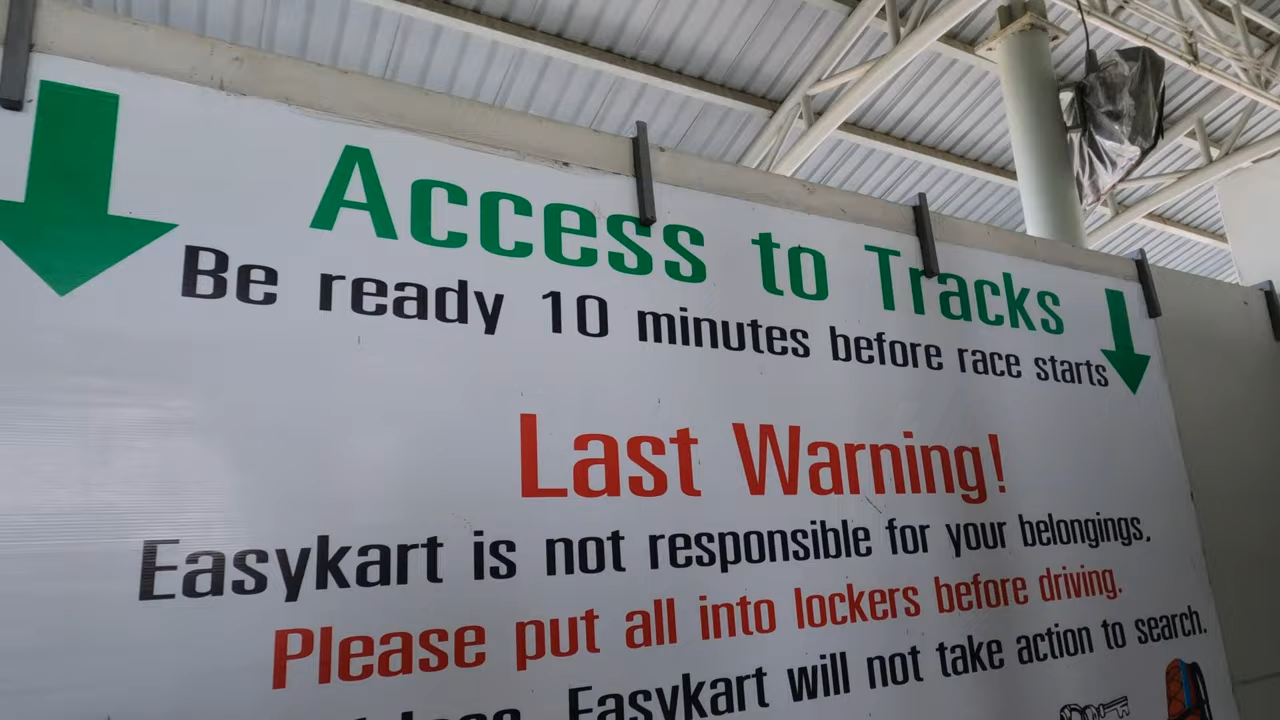 Access to Tracks
Be ready 10 minutes before race starts
Last Warning!
Easykart is not responsible for your belongings,
Please put all into lockers before driving.
Easykart will not take action to search.